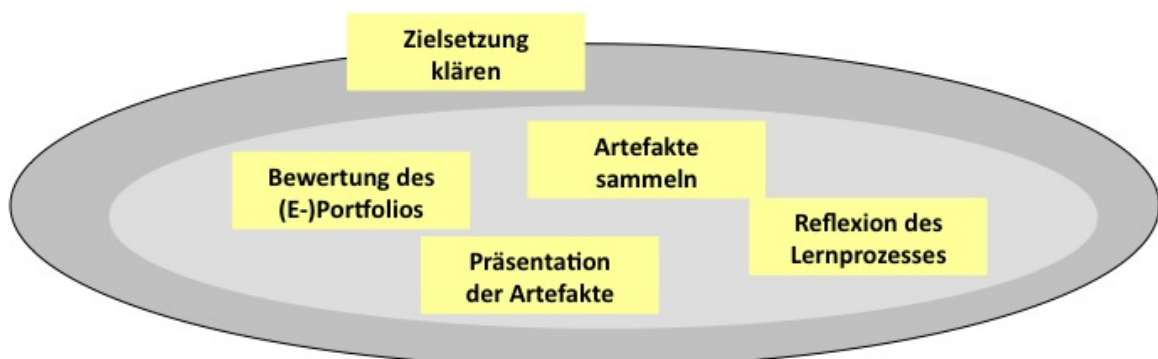 Zielsetzung
klären
Artefakte
sammeln
Bewertung des
(E-)Portfolios
Reflexion des
Lernprozesses
Präsentation
der Artefakte